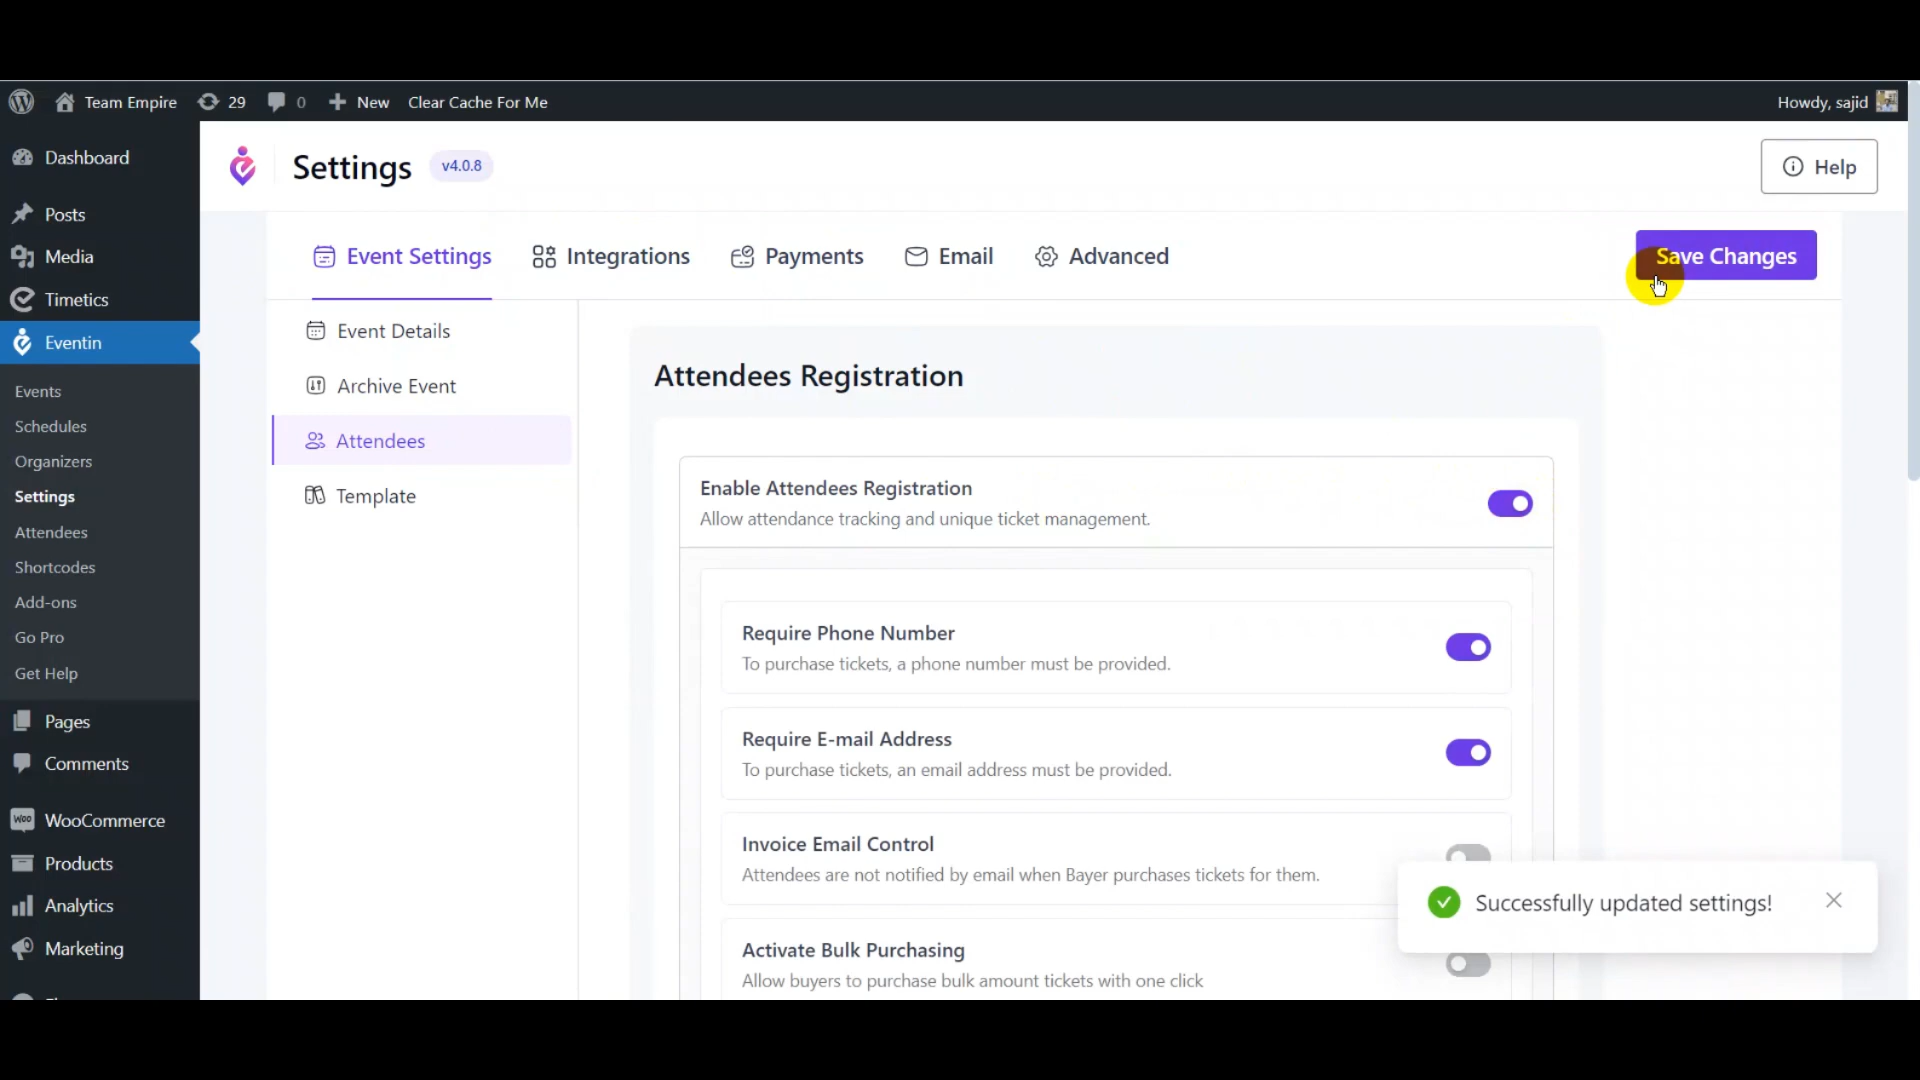 Team Empire 29 0 New Clear Cache For Me Howdy, sajid
Dashboard
Posts
Media
Timetics
Eventin
Events
Schedules
Organizers
Settings
Attendees
Shortcodes
Add-ons
Go Pro
Get Help
Pages
Comments
WooCommerce
Products
Analytics
Marketing
Settings v4.0.8 Help
Event Settings Integrations Payments Email Advanced Save Changes
Event Details
Archive Event
Attendees
Template
Attendees Registration
Enable Attendees Registration
Allow attendance tracking and unique ticket management.
Require Phone Number
To purchase tickets, a phone number must be provided.
Require E-mail Address
To purchase tickets, an email address must be provided.
Invoice Email Control
Attendees are not notified by email when Bayer purchases tickets for them.
Activate Bulk Purchasing
Allow buyers to purchase bulk amount tickets with one click
Successfully updated settings!